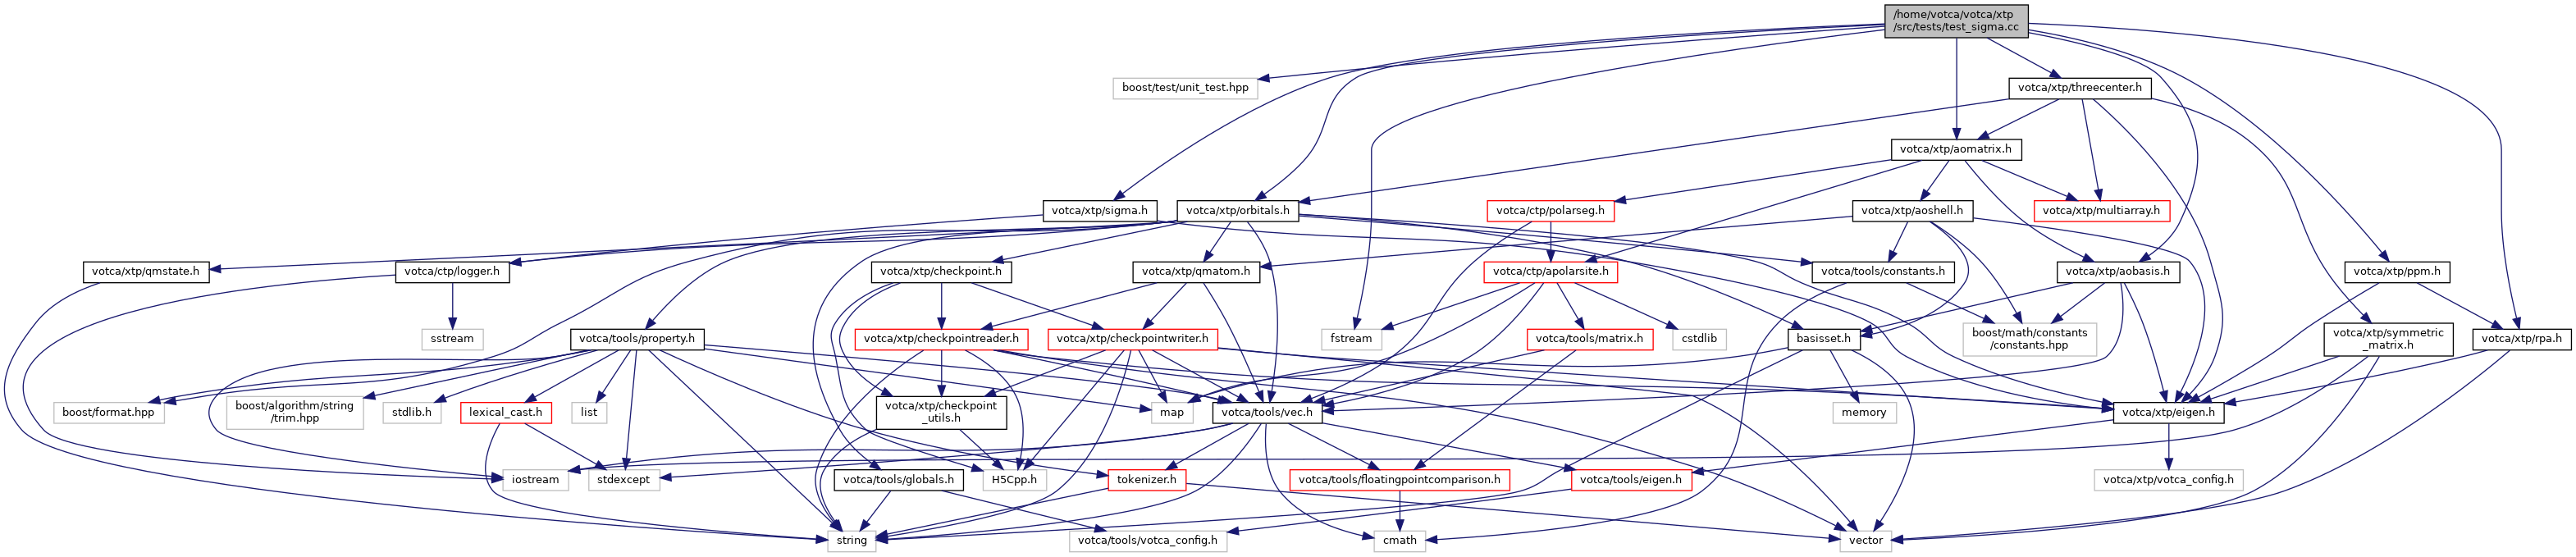 /home/votca/votca/xtp
/src/tests/test_sigma.cc
boost/test/unit_test.hpp
votca/xtp/threecenter.h
votca/xtp/aomatrix.h
votca/xtp/sigma.h
votca/xtp/orbitals.h
votca/ctp/polarseg.h
votca/xtp/aoshell.h
votca/xtp/multiarray.h
votca/xtp/qmstate.h
votca/ctp/logger.h
votca/xtp/checkpoint.h
votca/xtp/qmatom.h
votca/ctp/apolarsite.h
votca/tools/constants.h
votca/xtp/aobasis.h
votca/xtp/ppm.h
sstream
votca/tools/property.h
votca/xtp/checkpointreader.h
votca/xtp/checkpointwriter.h
fstream
votca/tools/matrix.h
cstdlib
basisset.h
boost/math/constants
/constants.hpp
votca/xtp/symmetric
_matrix.h
votca/xtp/rpa.h
boost/format.hpp
boost/algorithm/string
/trim.hpp
stdlib.h
lexical_cast.h
list
votca/xtp/checkpoint
_utils.h
map
votca/tools/vec.h
memory
votca/xtp/eigen.h
iostream
stdexcept
votca/tools/globals.h
H5Cpp.h
tokenizer.h
votca/tools/floatingpointcomparison.h
votca/tools/eigen.h
votca/xtp/votca_config.h
string
votca/tools/votca_config.h
cmath
vector